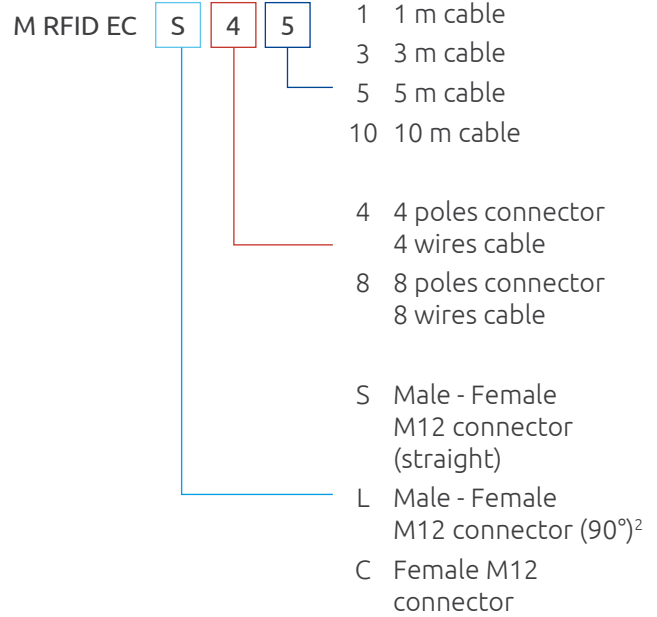 M RFID EC S 4 5
1 1 m cable
3 3 m cable
5 5 m cable
10 10 m cable
4 4 poles connector
4 wires cable
8 8 poles connector
8 wires cable
S Male - Female
M12 connector
(straight)
L Male - Female
M12 connector (90°)²
C Female M12
connector